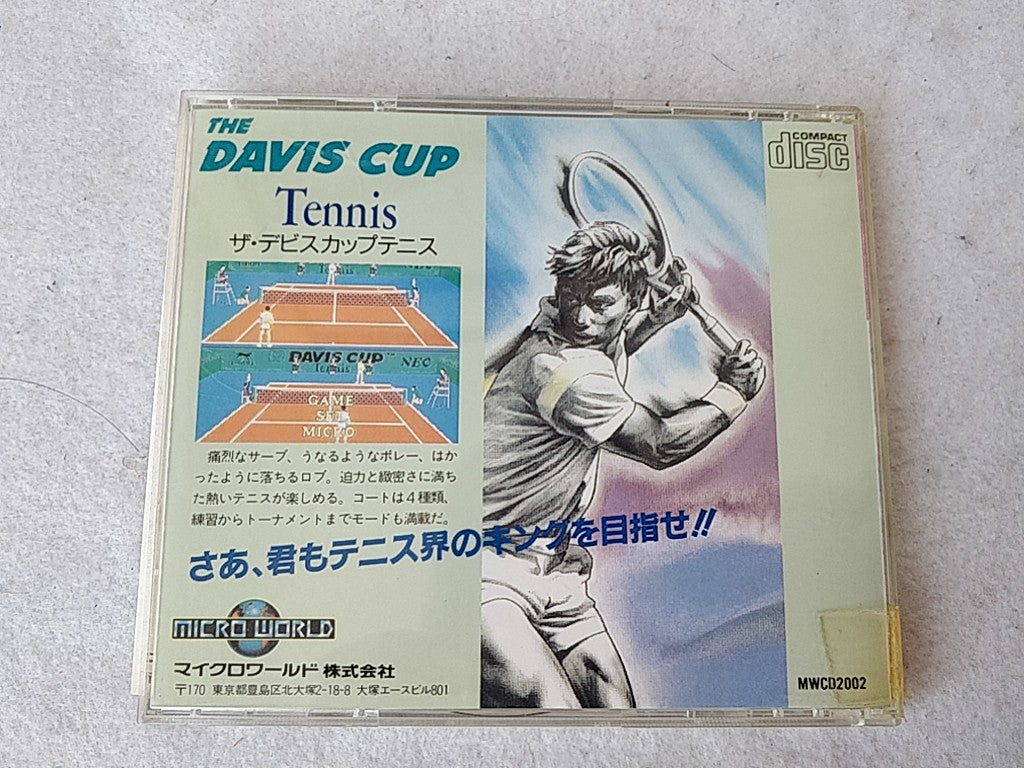 THE
DAVIS CUP
Tennis
ザ・デビスカップテニス
COMPACT
disc
DAVIS CUP
Tennis
NEC
GAME
SET
MICRO
痛烈なサーブ、うなるようなボレー、はか
ったように落ちるロブ。迫力と緻密さに満ち
た熱いテニスが楽しめる。コートは4種類、
練習からトーナメントまでモードも満載だ。
さあ、君もテニス界のキングを目指せ!!
MICRO WORLD
マイクロワールド株式会社
〒170 東京都豊島区北大塚2-18-8 大塚エースビル801
MWCD2002